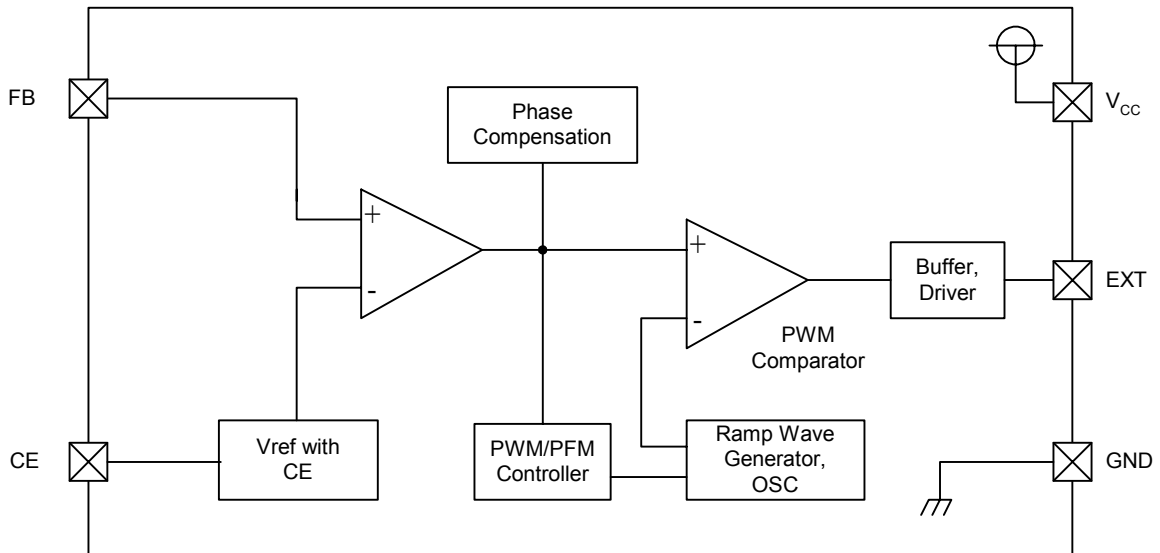 FB
Phase
Compensation
V_CC
+
-
+
-
Buffer,
Driver
EXT
PWM
Comparator
CE
Vref with
CE
PWM/PFM
Controller
Ramp Wave
Generator,
OSC
GND